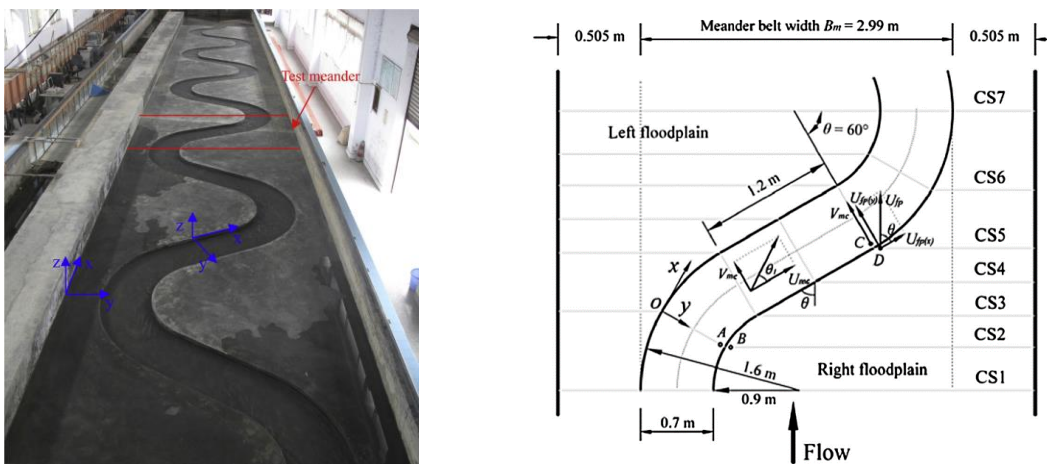 Test meander
z
x
y
z
x
y
0.505 m
Meander belt width Bm = 2.99 m
0.505 m
CS7
Left floodplain
θ = 60°
CS6
1.2 m
Ufp(y)
Ufp
Vmc
CS5
C
θ
Ufp(x)
D
x
Vmc
θt
CS4
Umc
O
y
θ
CS3
A
B
CS2
1.6 m
Right floodplain
CS1
0.9 m
0.7 m
Flow